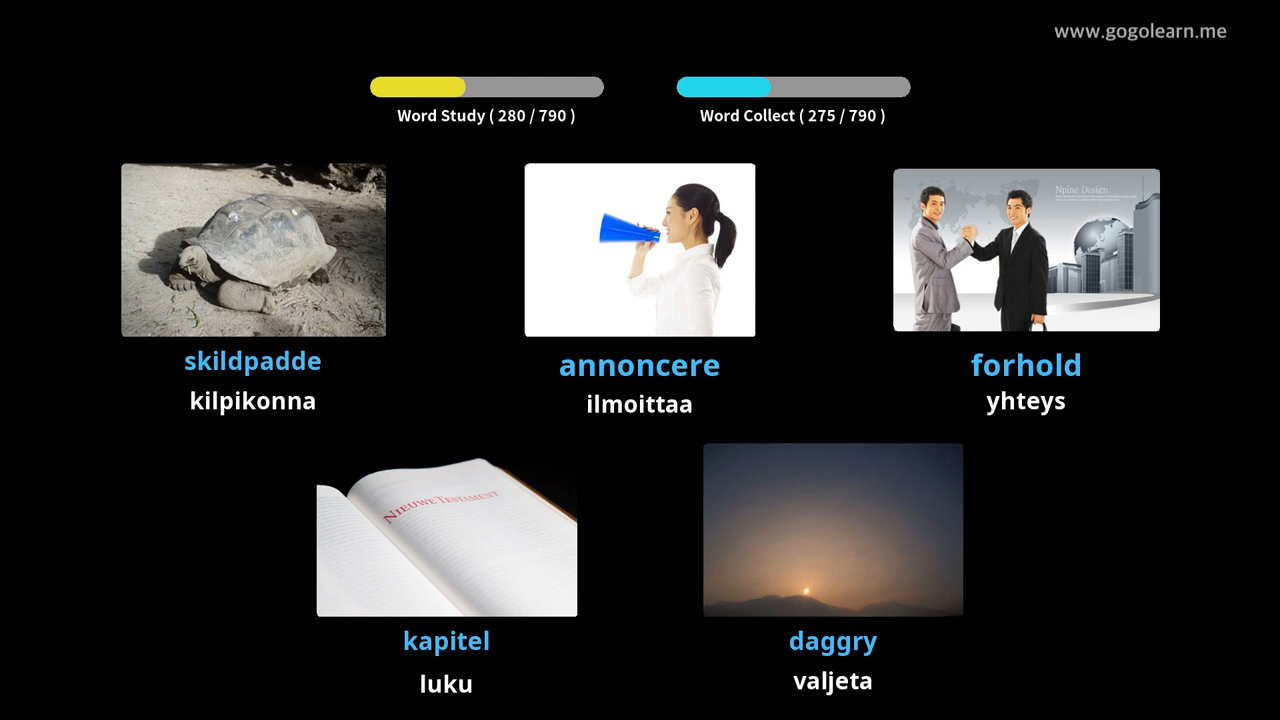 www.gogolearn.me
Word Study ( 280 / 790 )
Word Collect ( 275 / 790 )
Npine Design
skildpadde
kilpikonna
annoncere
ilmoittaa
forhold
yhteys
NIEUWE TESTAMENT
kapitel
luku
daggry
valjeta